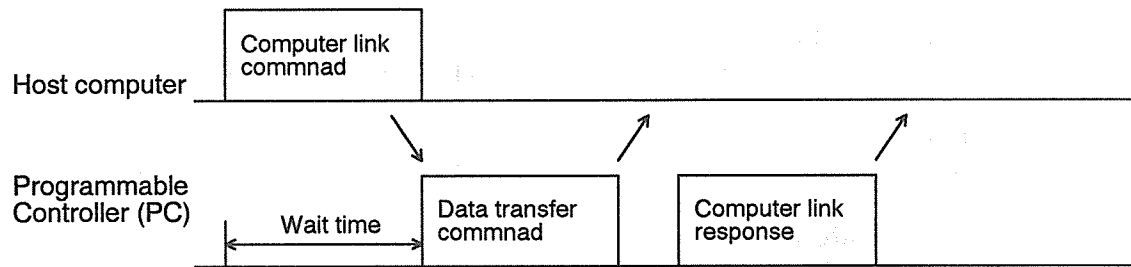 Computer link
commnad
Host computer
Programmable
Controller (PC)
Wait time
Data transfer
commnad
Computer link
response